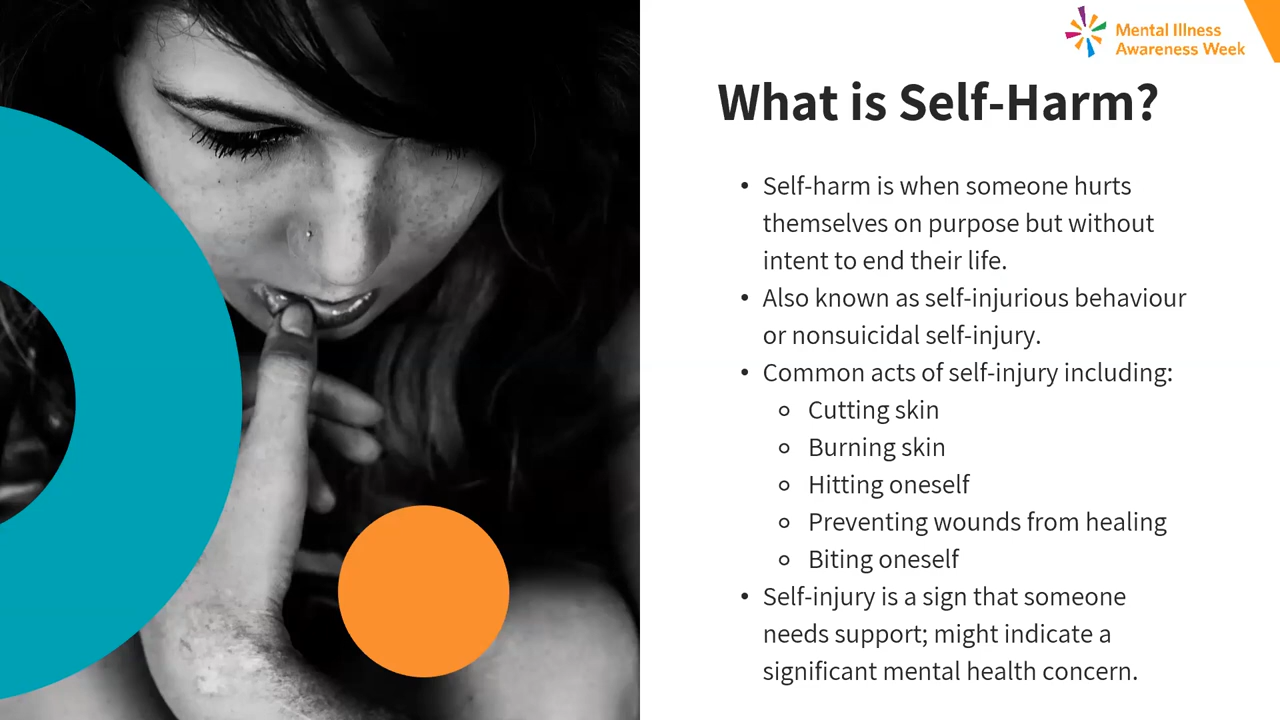 Mental Illness
Awareness Week
What is Self-Harm?
• Self-harm is when someone hurts
themselves on purpose but without
intent to end their life.
• Also known as self-injurious behaviour
or nonsuicidal self-injury.
• Common acts of self-injury including:
○ Cutting skin
○ Burning skin
○ Hitting oneself
○ Preventing wounds from healing
○ Biting oneself
• Self-injury is a sign that someone
needs support; might indicate a
significant mental health concern.